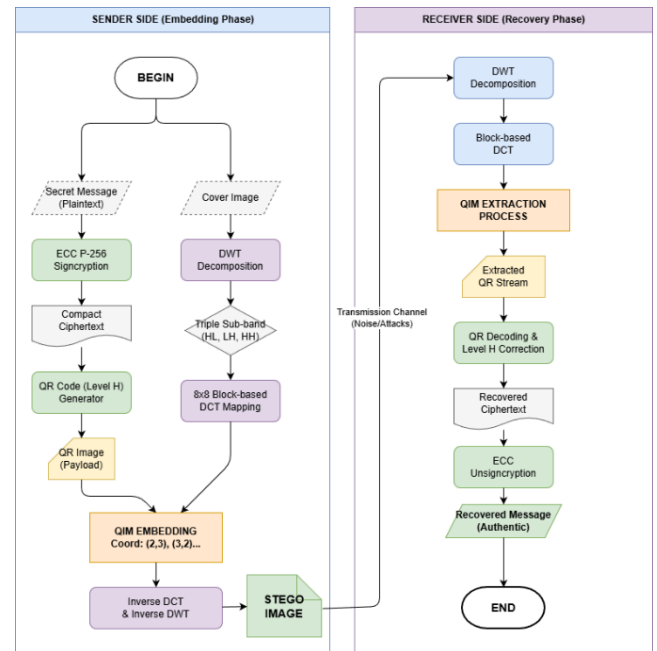 SENDER SIDE (Embedding Phase)
BEGIN
Secret Message
(Plaintext)
Cover Image
ECC P-256
Signcryption
DWT
Decomposition
Compact
Ciphertext
Triple Sub-band
(HL, LH, HH)
QR Code (Level H)
Generator
8x8 Block-based
DCT Mapping
QR Image
(Payload)
QIM EMBEDDING
Coord: (2,3), (3,2)...
Inverse DCT
& Inverse DWT
STEGO
IMAGE
Transmission Channel
(Noise/Attacks)
RECEIVER SIDE (Recovery Phase)
DWT
Decomposition
Block-based
DCT
QIM EXTRACTION
PROCESS
Extracted
QR Stream
QR Decoding &
Level H Correction
Recovered
Ciphertext
ECC
Unsigncryption
Recovered Message
(Authentic)
END